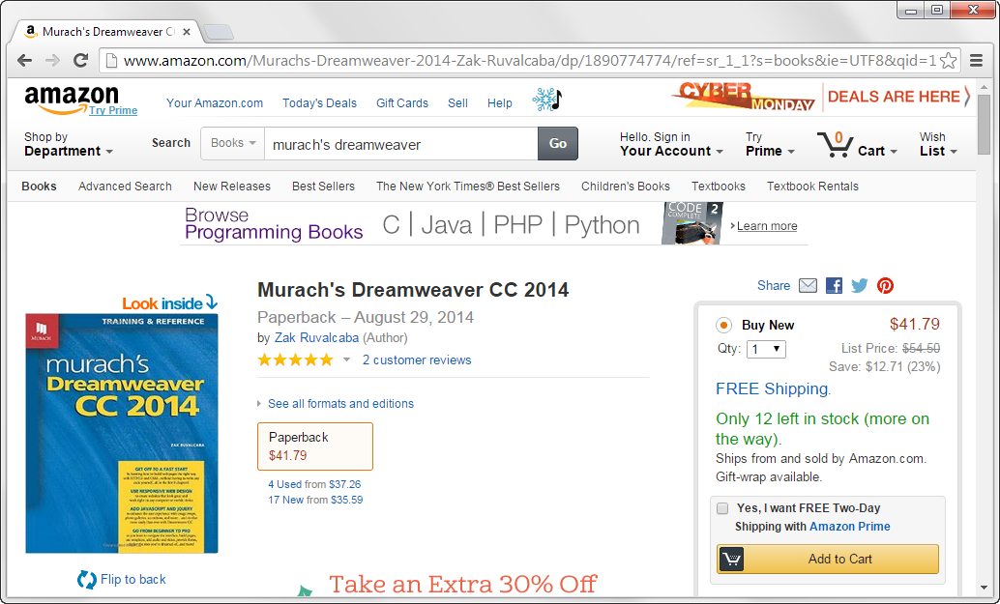 Murach's Dreamweaver C
www.amazon.com/Murachs-Dreamweaver-2014-Zak-Ruvalcaba/dp/1890774774/ref=sr_1_1?s=books&ie=UTF8&qid=1
amazon
Try Prime
Your Amazon.com Today's Deals Gift Cards Sell Help
CYBER MONDAY DEALS ARE HERE
Shop by
Department
Search Books murach's dreamweaver Go
Hello. Sign in
Your Account
Try
Prime
0
Cart
Wish
List
Books Advanced Search New Releases Best Sellers The New York Times® Best Sellers Children's Books Textbooks Textbook Rentals
Browse
Programming Books
C | Java | PHP | Python
CODE 2
COMPLETE
Learn more
Look inside
MURACH
TRAINING & REFERENCE
murach's
Dreamweaver
CC 2014
ZAK RUVALCABA
GET OFF TO A FAST START
USE RESPONSIVE WEB DESIGN
ADD JAVASCRIPT AND JQUERY
GO FROM BEGINNER TO PRO
Flip to back
Murach's Dreamweaver CC 2014
Paperback – August 29, 2014
by Zak Ruvalcaba (Author)
2 customer reviews
See all formats and editions
Paperback
$41.79
4 Used from $37.26
17 New from $35.59
Take an Extra 30% Off
Share
Buy New $41.79
Qty: 1 List Price: $54.50
Save: $12.71 (23%)
FREE Shipping.
Only 12 left in stock (more on
the way).
Ships from and sold by Amazon.com.
Gift-wrap available.
Yes, I want FREE Two-Day
Shipping with Amazon Prime
Add to Cart